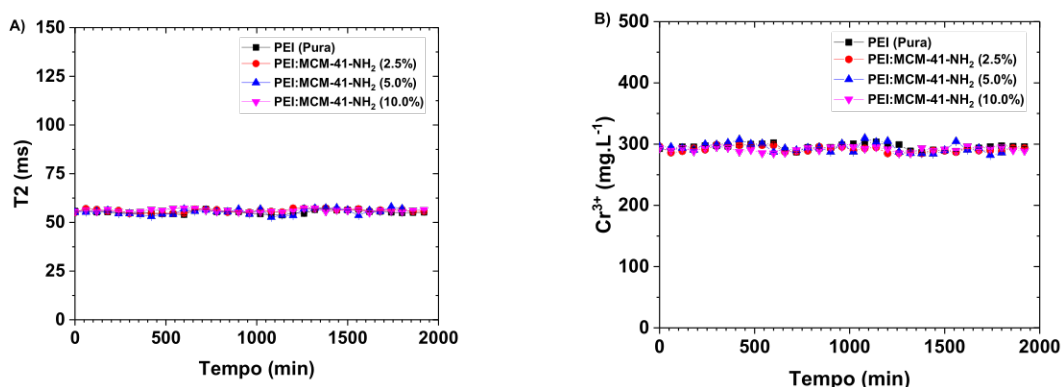 A)
150
125
100
75
50
25
0
T2 (ms)
PEI (Pura)
PEI:MCM-41-NH₂ (2.5%)
PEI:MCM-41-NH₂ (5.0%)
PEI:MCM-41-NH₂ (10.0%)
0 500 1000 1500 2000
Tempo (min)
B)
500
400
300
200
100
0
Cr³⁺ (mg.L⁻¹)
PEI (Pura)
PEI:MCM-41-NH₂ (2.5%)
PEI:MCM-41-NH₂ (5.0%)
PEI:MCM-41-NH₂ (10.0%)
0 500 1000 1500 2000
Tempo (min)